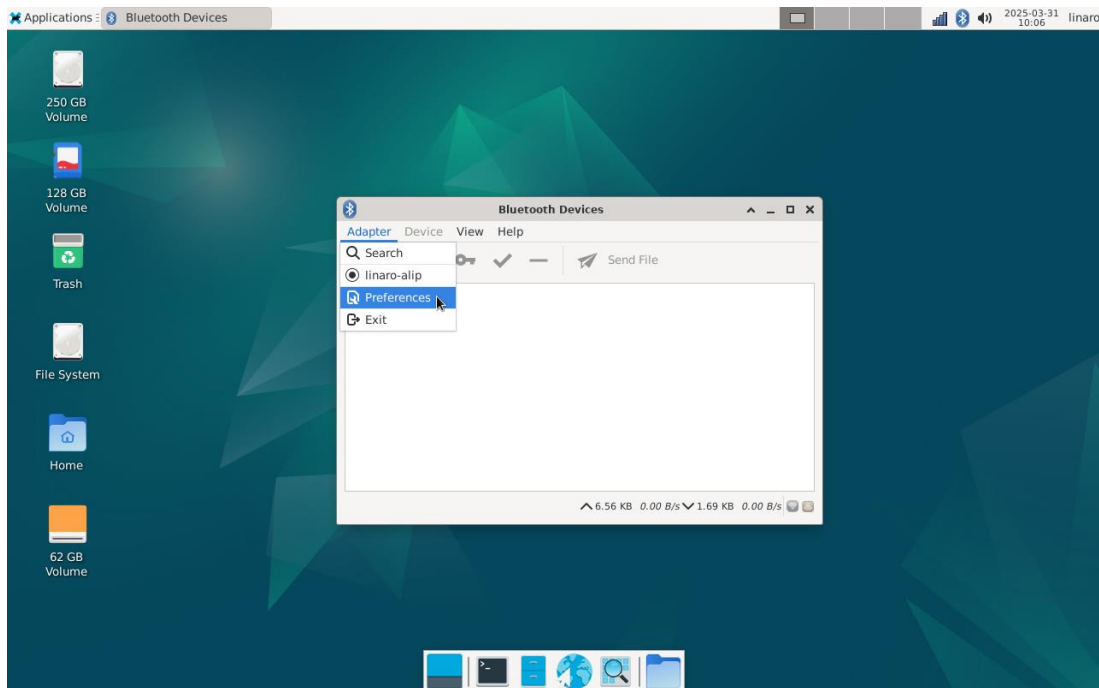 Applications
Bluetooth Devices
2025-03-31
10:06
linaro
250 GB
Volume
128 GB
Volume
Trash
File System
Home
62 GB
Volume
Bluetooth Devices
Adapter Device View Help
Search
linaro-alip
Preferences
Exit
Send File
6.56 KB 0.00 B/s 1.69 KB 0.00 B/s